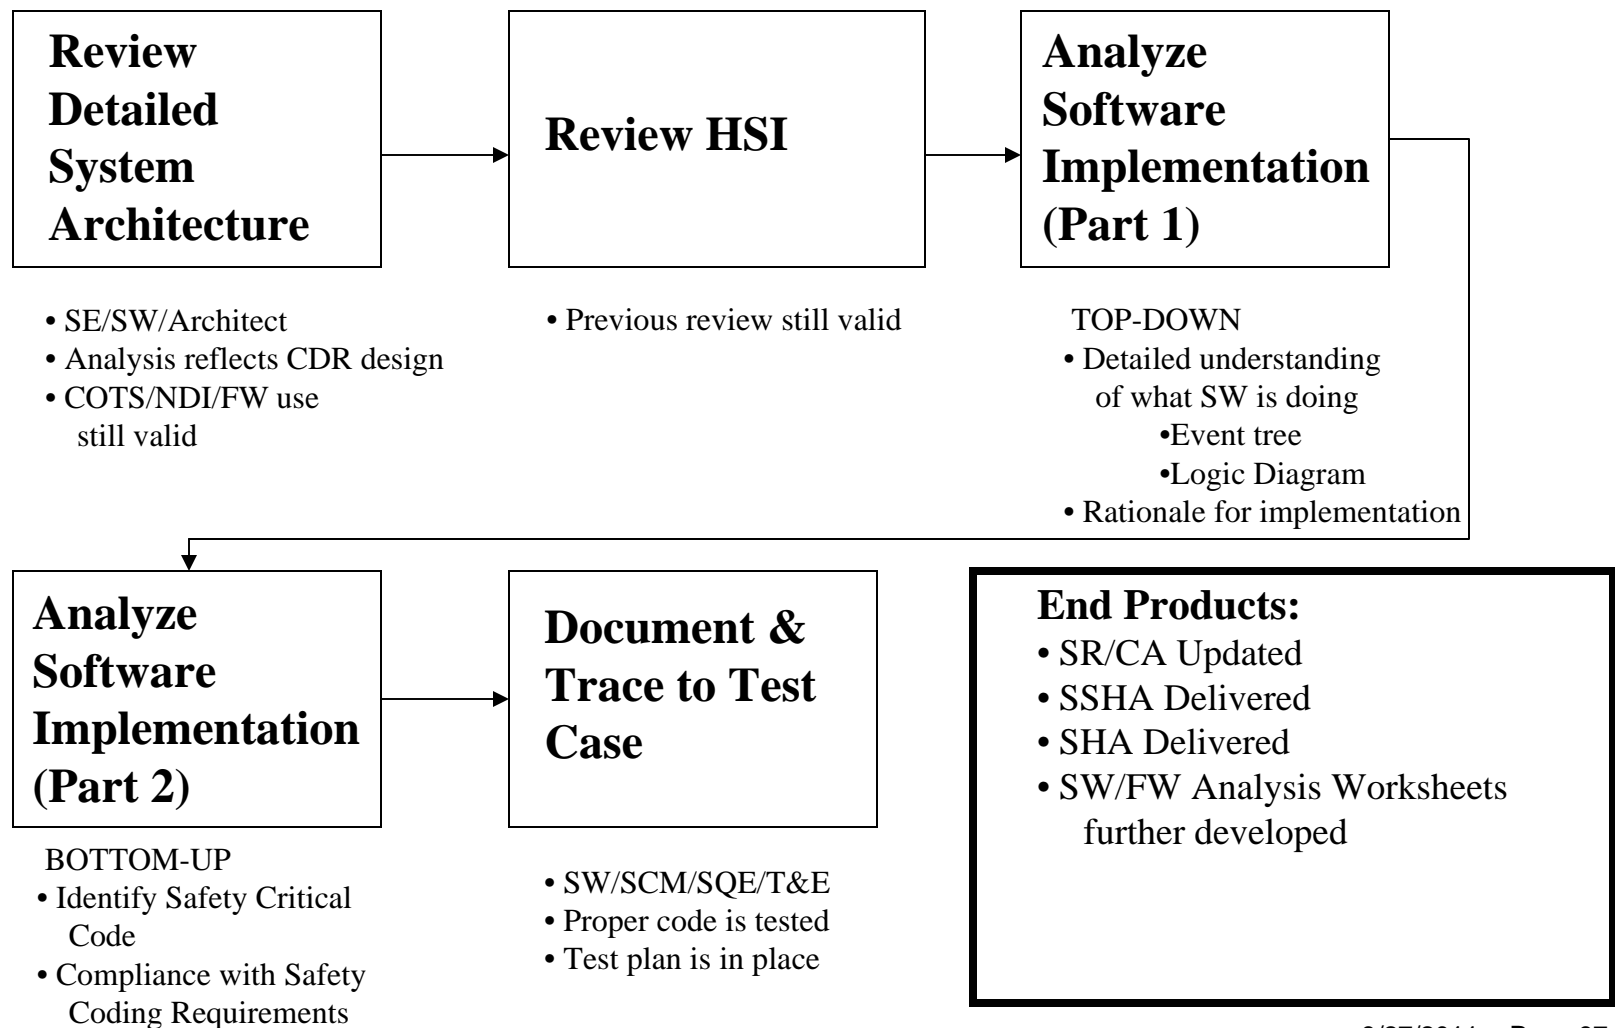 Review
Detailed
System
Architecture
Review HSI
Analyze
Software
Implementation
(Part 1)
• SE/SW/Architect
• Analysis reflects CDR design
• COTS/NDI/FW use
still valid
• Previous review still valid
TOP-DOWN
• Detailed understanding
of what SW is doing
•Event tree
•Logic Diagram
• Rationale for implementation
Analyze
Software
Implementation
(Part 2)
Document &
Trace to Test
Case
End Products:
• SR/CA Updated
• SSHA Delivered
• SHA Delivered
• SW/FW Analysis Worksheets
further developed
BOTTOM-UP
• Identify Safety Critical
Code
• Compliance with Safety
Coding Requirements
• SW/SCM/SQE/T&E
• Proper code is tested
• Test plan is in place